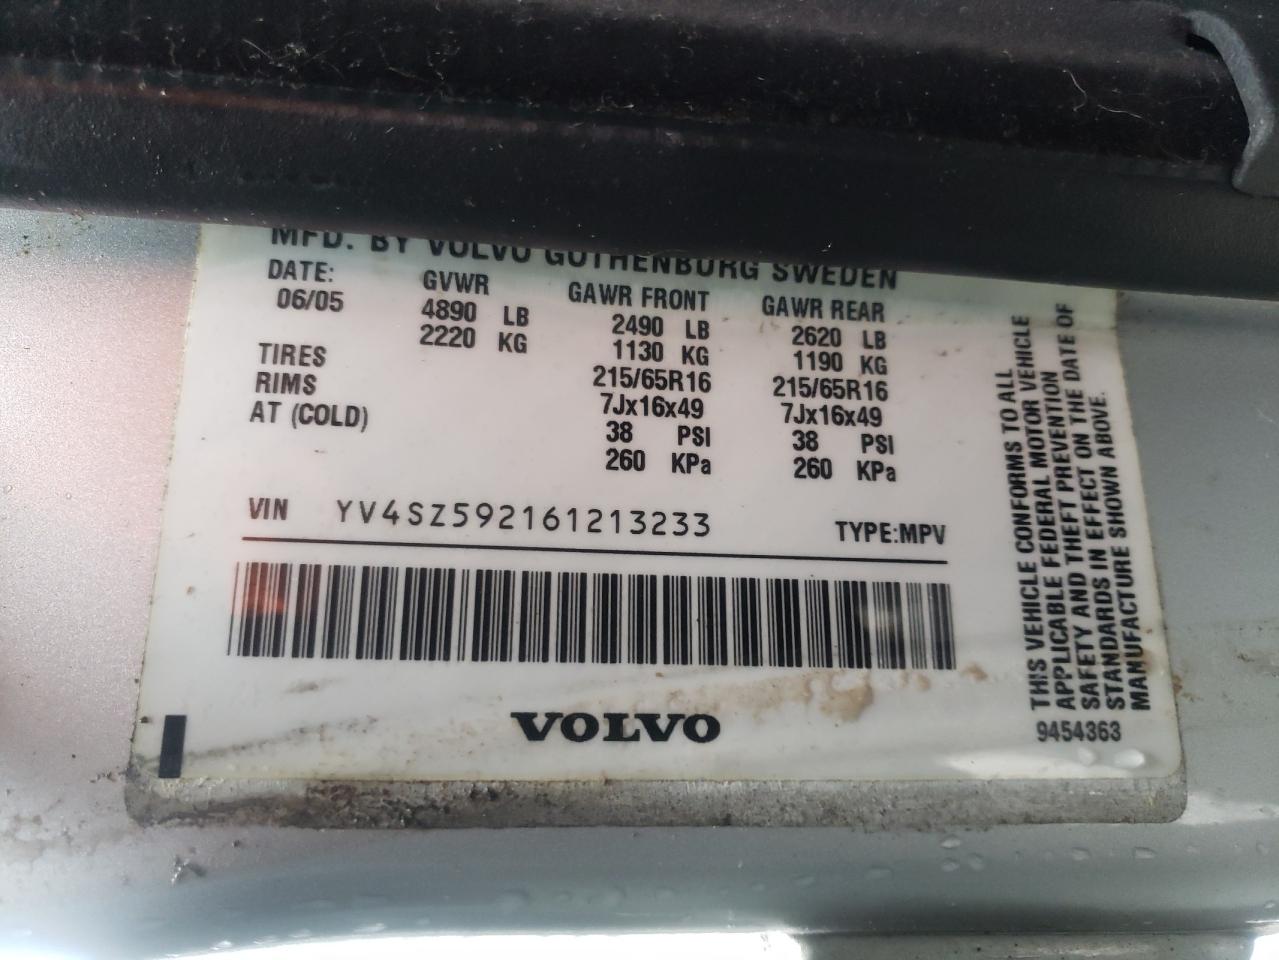 MFD. BY VOLVO GOTHENBURG SWEDEN
DATE: GVWR GAWR FRONT GAWR REAR
06/05 4890 LB 2490 LB 2620 LB
2220 KG 1130 KG 1190 KG
TIRES 215/65R16 215/65R16
RIMS 7Jx16x49 7Jx16x49
AT (COLD) 38 PSI 38 PSI
260 KPa 260 KPa
VIN YV4SZ592161213233 TYPE:MPV
VOLVO
THIS VEHICLE CONFORMS TO ALL
APPLICABLE FEDERAL MOTOR VEHICLE
SAFETY AND THEFT PREVENTION
STANDARDS IN EFFECT ON THE DATE OF
MANUFACTURE SHOWN ABOVE.
9454363